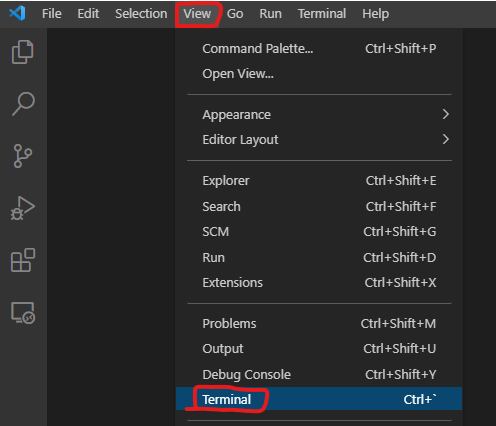 File Edit Selection View Go Run Terminal Help
Command Palette... Ctrl+Shift+P
Open View...
Appearance
Editor Layout
Explorer Ctrl+Shift+E
Search Ctrl+Shift+F
SCM Ctrl+Shift+G
Run Ctrl+Shift+D
Extensions Ctrl+Shift+X
Problems Ctrl+Shift+M
Output Ctrl+Shift+U
Debug Console Ctrl+Shift+Y
Terminal Ctrl+`